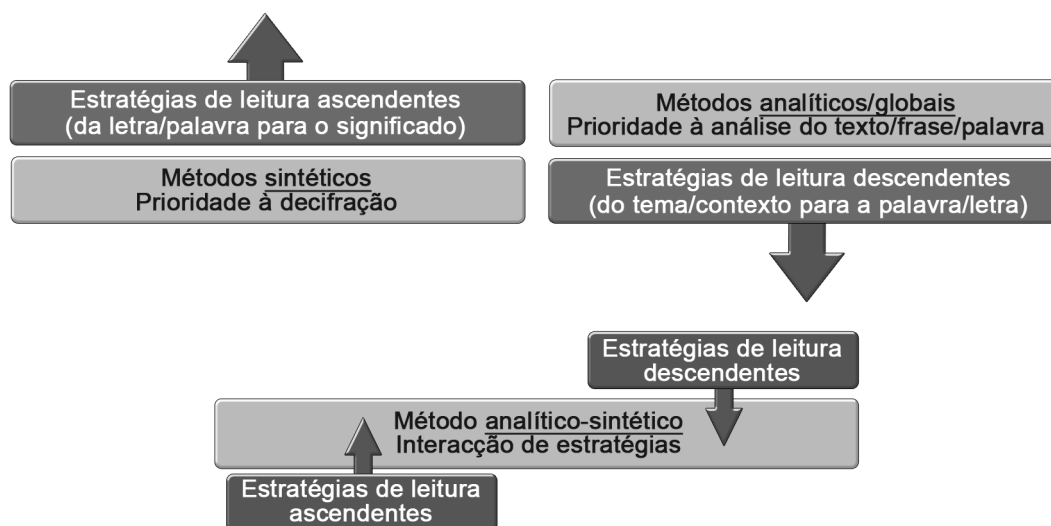 Estratégias de leitura ascendentes
(da letra/palavra para o significado)
Métodos sintéticos
Prioridade à decifração
Métodos analíticos/globais
Prioridade à análise do texto/frase/palavra
Estratégias de leitura descendentes
(do tema/contexto para a palavra/letra)
Estratégias de leitura
descendentes
Método analítico-sintético
Interacção de estratégias
Estratégias de leitura
ascendentes